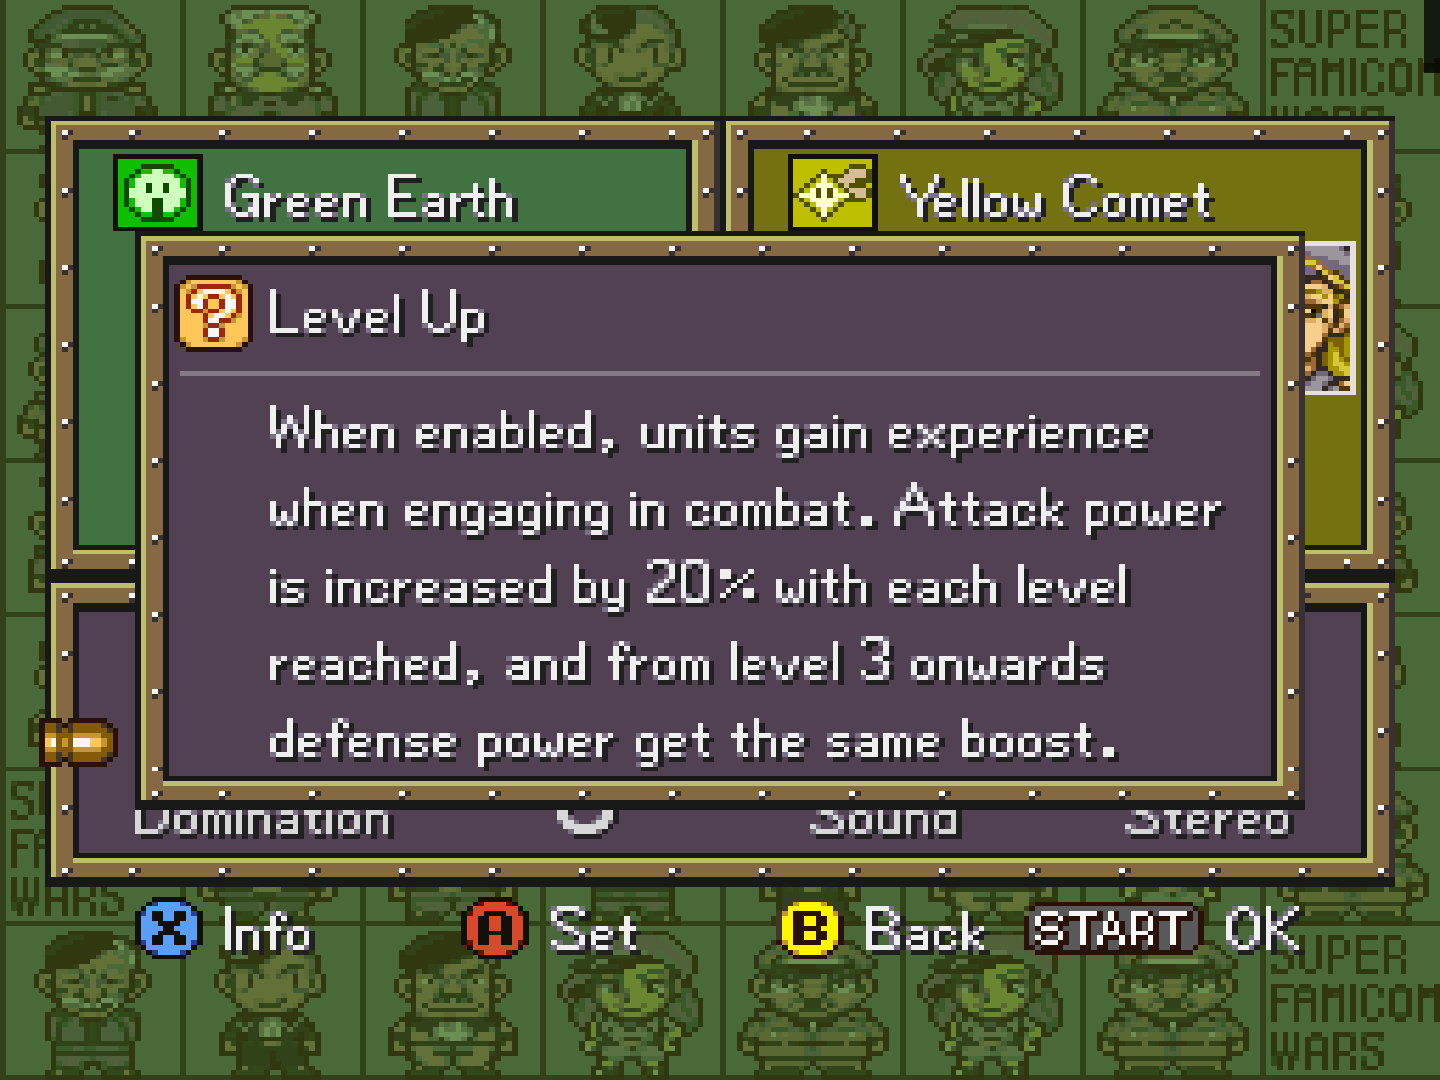 SUPER
FAMICOM
WARS
Green Earth
Yellow Comet
Level Up
When enabled, units gain experience
when engaging in combat. Attack power
is increased by 20% with each level
reached, and from level 3 onwards
defense power get the same boost.
Domination
Sound
Stereo
WARS
X Info
A Set
B Back
START OK
SUPER
FAMICOM
WARS